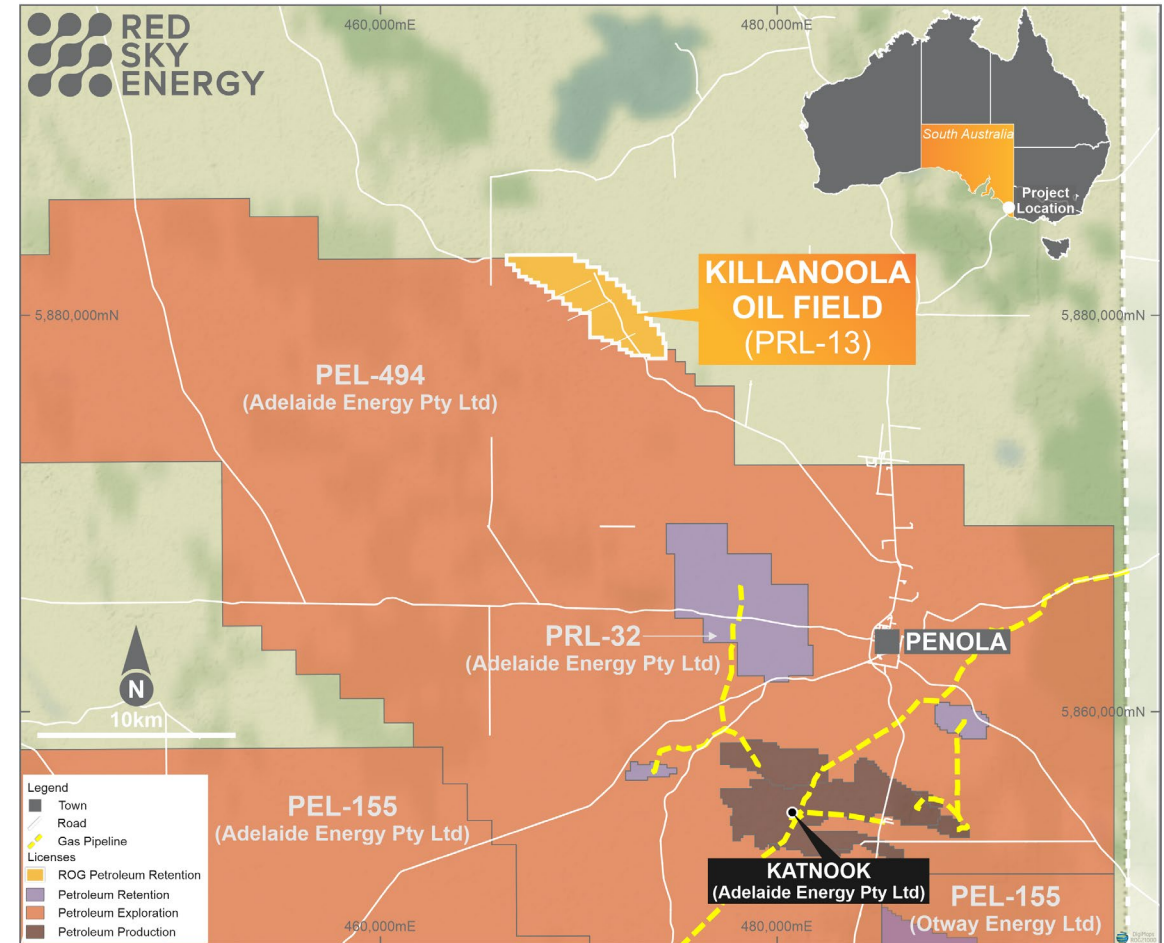 RED
SKY
ENERGY
460,000mE
480,000mE
South Australia
Project
Location
KILLANOOLA
OIL FIELD
(PRL-13)
5,880,000mN
5,880,000mN
PEL-494
(Adelaide Energy Pty Ltd)
PRL-32
(Adelaide Energy Pty Ltd)
PENOLA
N
10km
5,860,000mN
Legend
Town
Road
Gas Pipeline
Licenses
ROG Petroleum Retention
Petroleum Retention
Petroleum Exploration
Petroleum Production
PEL-155
(Adelaide Energy Pty Ltd)
KATNOOK
(Adelaide Energy Pty Ltd)
PEL-155
(Otway Energy Ltd)
460,000mE
480,000mE